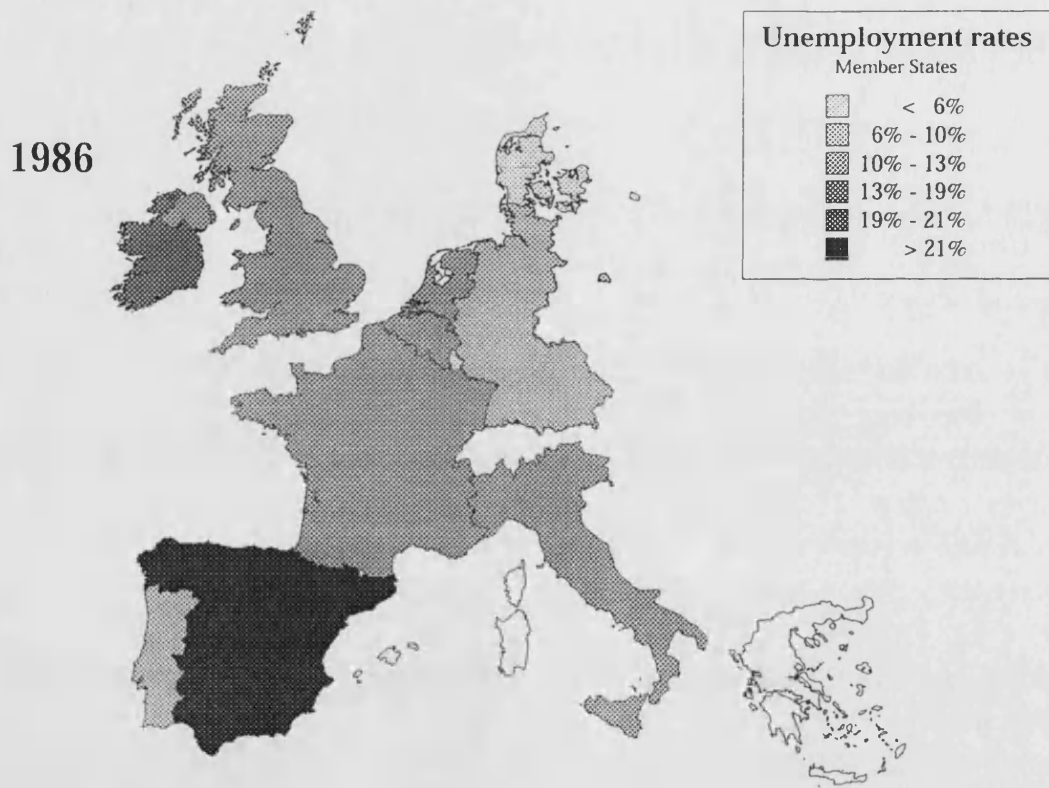 Unemployment rates
Member States
< 6%
6% - 10%
10% - 13%
13% - 19%
19% - 21%
> 21%
1986